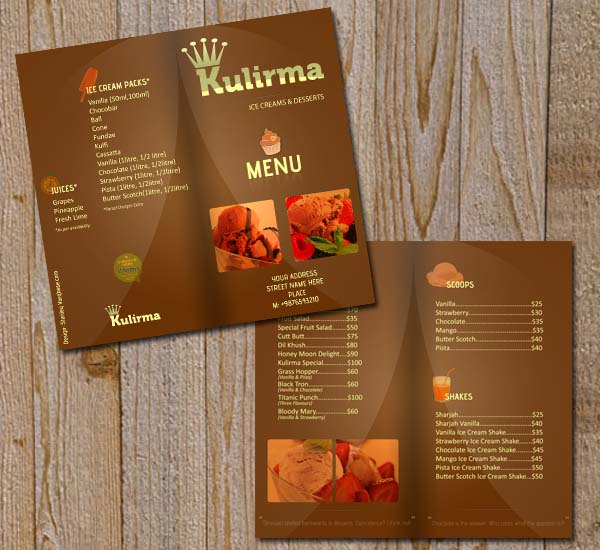 Kulirma
ICE CREAMS & DESSERTS
MENU
YOUR ADDRESS
STREET NAME HERE
PLACE
M: +9876543210
ICE CREAM PACKS*
Vanilla (50ml,100ml)
Chocobar
Ball
Cone
Fundae
Kulfi
Cassatta
Vanilla (1litre, 1/2 litre)
Chocolate (1litre, 1/2litre)
Strawberry (1litre, 1/2litre)
Pista (1litre, 1/2litre)
Butter Scotch(1litre, 1/2litre)
*Parcel Charges Extra
JUICES*
Grapes
Pineapple
Fresh Lime
*As per availability
Kulirma
Fruit Salad.................$35
Special Fruit Salad......$50
Cutt Butt....................$75
Dil Khush....................$80
Honey Moon Delight...$90
Kulirma Special...........$100
Grass Hopper..............$60
(Vanilla & Pista)
Black Tron...................$60
(Vanilla & Chocolate)
Titanic Punch..............$100
(Three Flavours)
Bloody Mary...............$60
(Vanilla & Strawberry)
SCOOPS
Vanilla.........................$25
Strawberry..................$30
Chocolate....................$35
Mango.........................$35
Butter Scotch..............$40
Pista............................$40
SHAKES
Sharjah........................$25
Sharjah Vanilla............$40
Vanilla Ice Cream Shake...$35
Strawberry Ice Cream Shake...$40
Chocolate Ice Cream Shake...$45
Mango Ice Cream Shake...$45
Pista Ice Cream Shake...$50
Butter Scotch Ice Cream Shake...$50